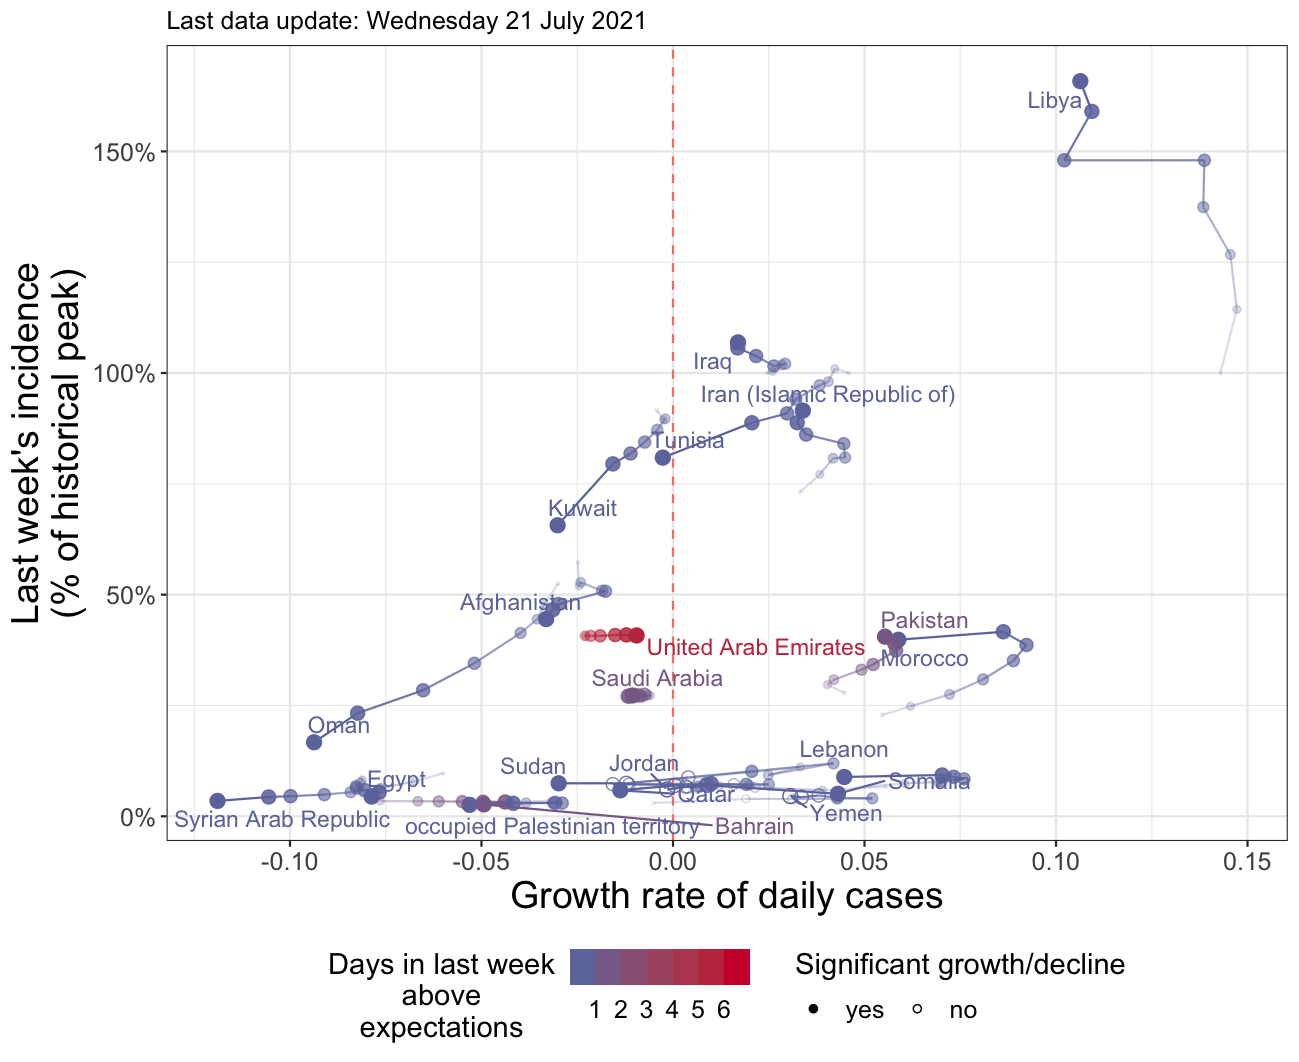 Last data update: Wednesday 21 July 2021
Last week's incidence
(% of historical peak)
150%
100%
50%
0%
Libya
Iraq
Iran (Islamic Republic of)
Tunisia
Kuwait
Afghanistan
Pakistan
United Arab Emirates
Morocco
Saudi Arabia
Oman
Lebanon
Sudan
Jordan
Egypt
Somalia
Qatar
Yemen
Syrian Arab Republic
occupied Palestinian territory
Bahrain
-0.10
-0.05
0.00
0.05
0.10
0.15
Growth rate of daily cases
Days in last week
above
expectations
1 2 3 4 5 6
Significant growth/decline
yes
no